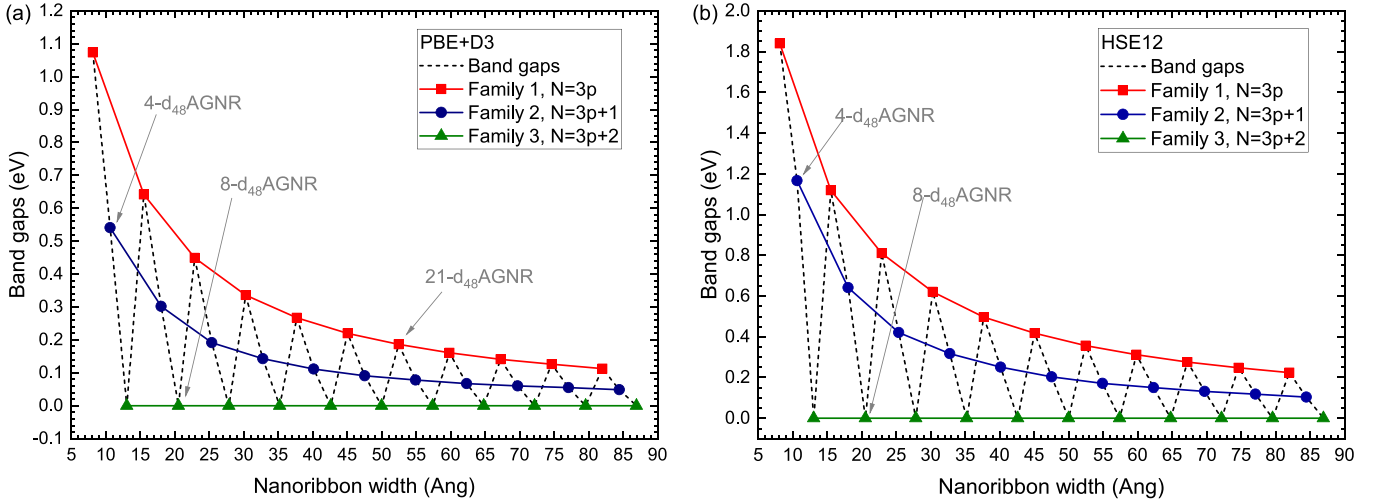 (a)
PBE+D3
Band gaps
Family 1, N=3p
Family 2, N=3p+1
Family 3, N=3p+2
4-d48AGNR
8-d48AGNR
21-d48AGNR
Band gaps (eV)
1.1
1.0
0.9
0.8
0.7
0.6
0.5
0.4
0.3
0.2
0.1
0.0
-0.1
5 10 15 20 25 30 35 40 45 50 55 60 65 70 75 80 85 90
Nanoribbon width (Ang)
(b)
HSE12
Band gaps
Family 1, N=3p
Family 2, N=3p+1
Family 3, N=3p+2
4-d48AGNR
8-d48AGNR
Band gaps (eV)
2.0
1.8
1.6
1.4
1.2
1.0
0.8
0.6
0.4
0.2
0.0
5 10 15 20 25 30 35 40 45 50 55 60 65 70 75 80 85 90
Nanoribbon width (Ang)